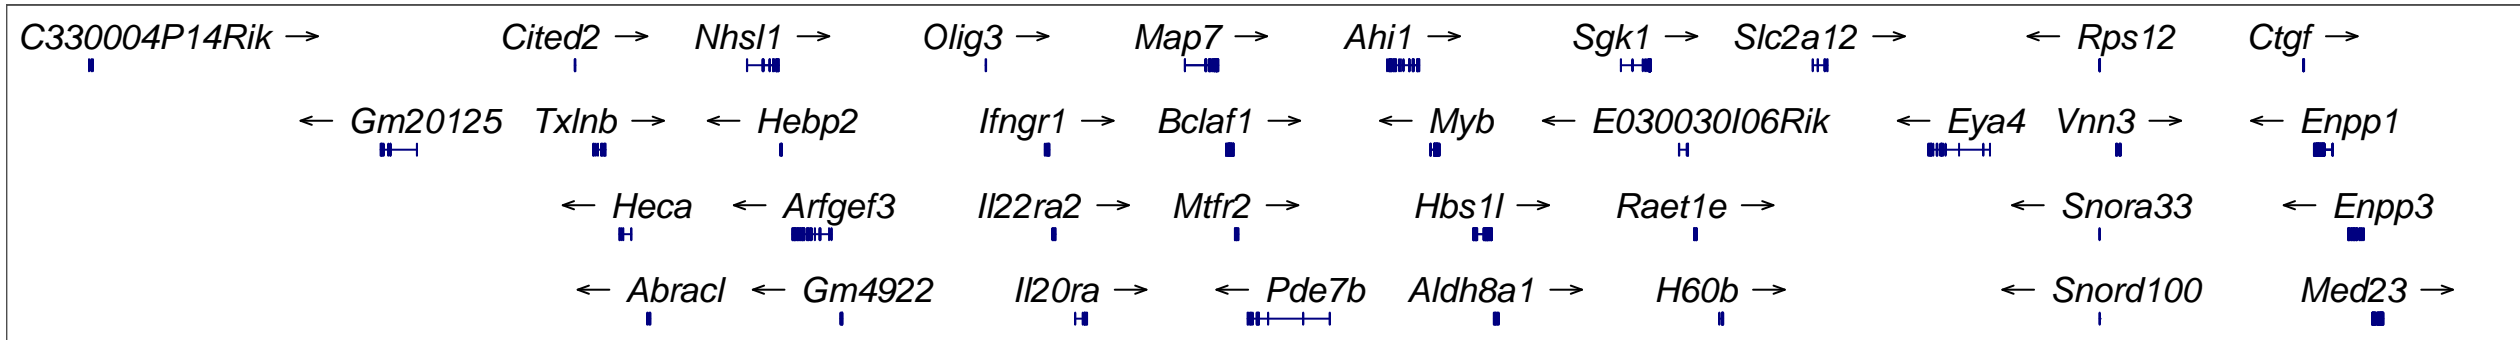 C330004P14Rik → Cited2 → Nhsl1 → Olig3 → Map7 → Ahi1 → Sgk1 → Slc2a12 → ← Rps12 Ctgf →
← Gm20125 Txlnb → ← Hebp2 Ifngr1 → Bclaf1 → ← Myb ← E030030I06Rik ← Eya4 Vnn3 → ← Enpp1
← Heca ← Arfgef3 Il22ra2 → Mtfr2 → Hbs1l → Raet1e → ← Snora33 ← Enpp3
← Abracl ← Gm4922 Il20ra → ← Pde7b Aldh8a1 → H60b → ← Snord100 Med23 →